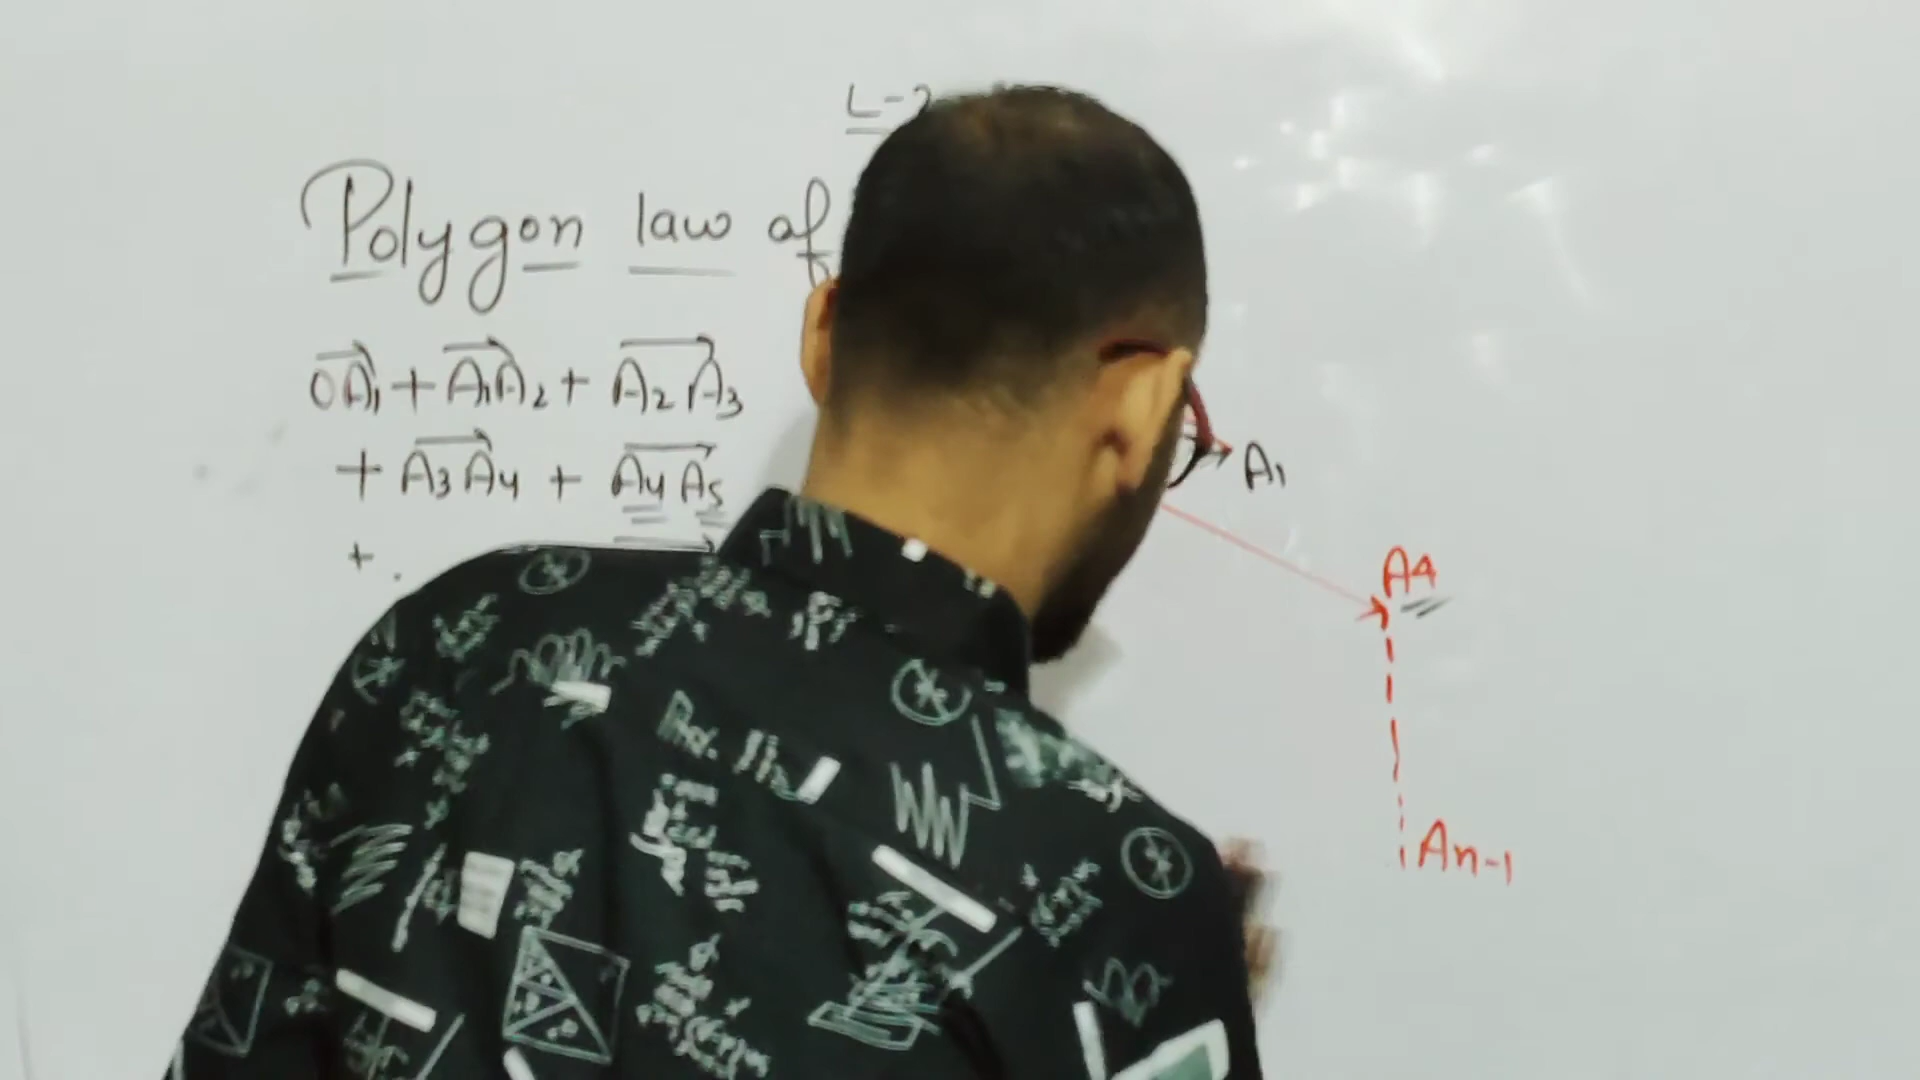 L-2
Polygon law of
OA₁ + A₁A₂ + A₂A₃
+ A₃A₄ + A₄A₅
+ .
A₁
A4
An-1